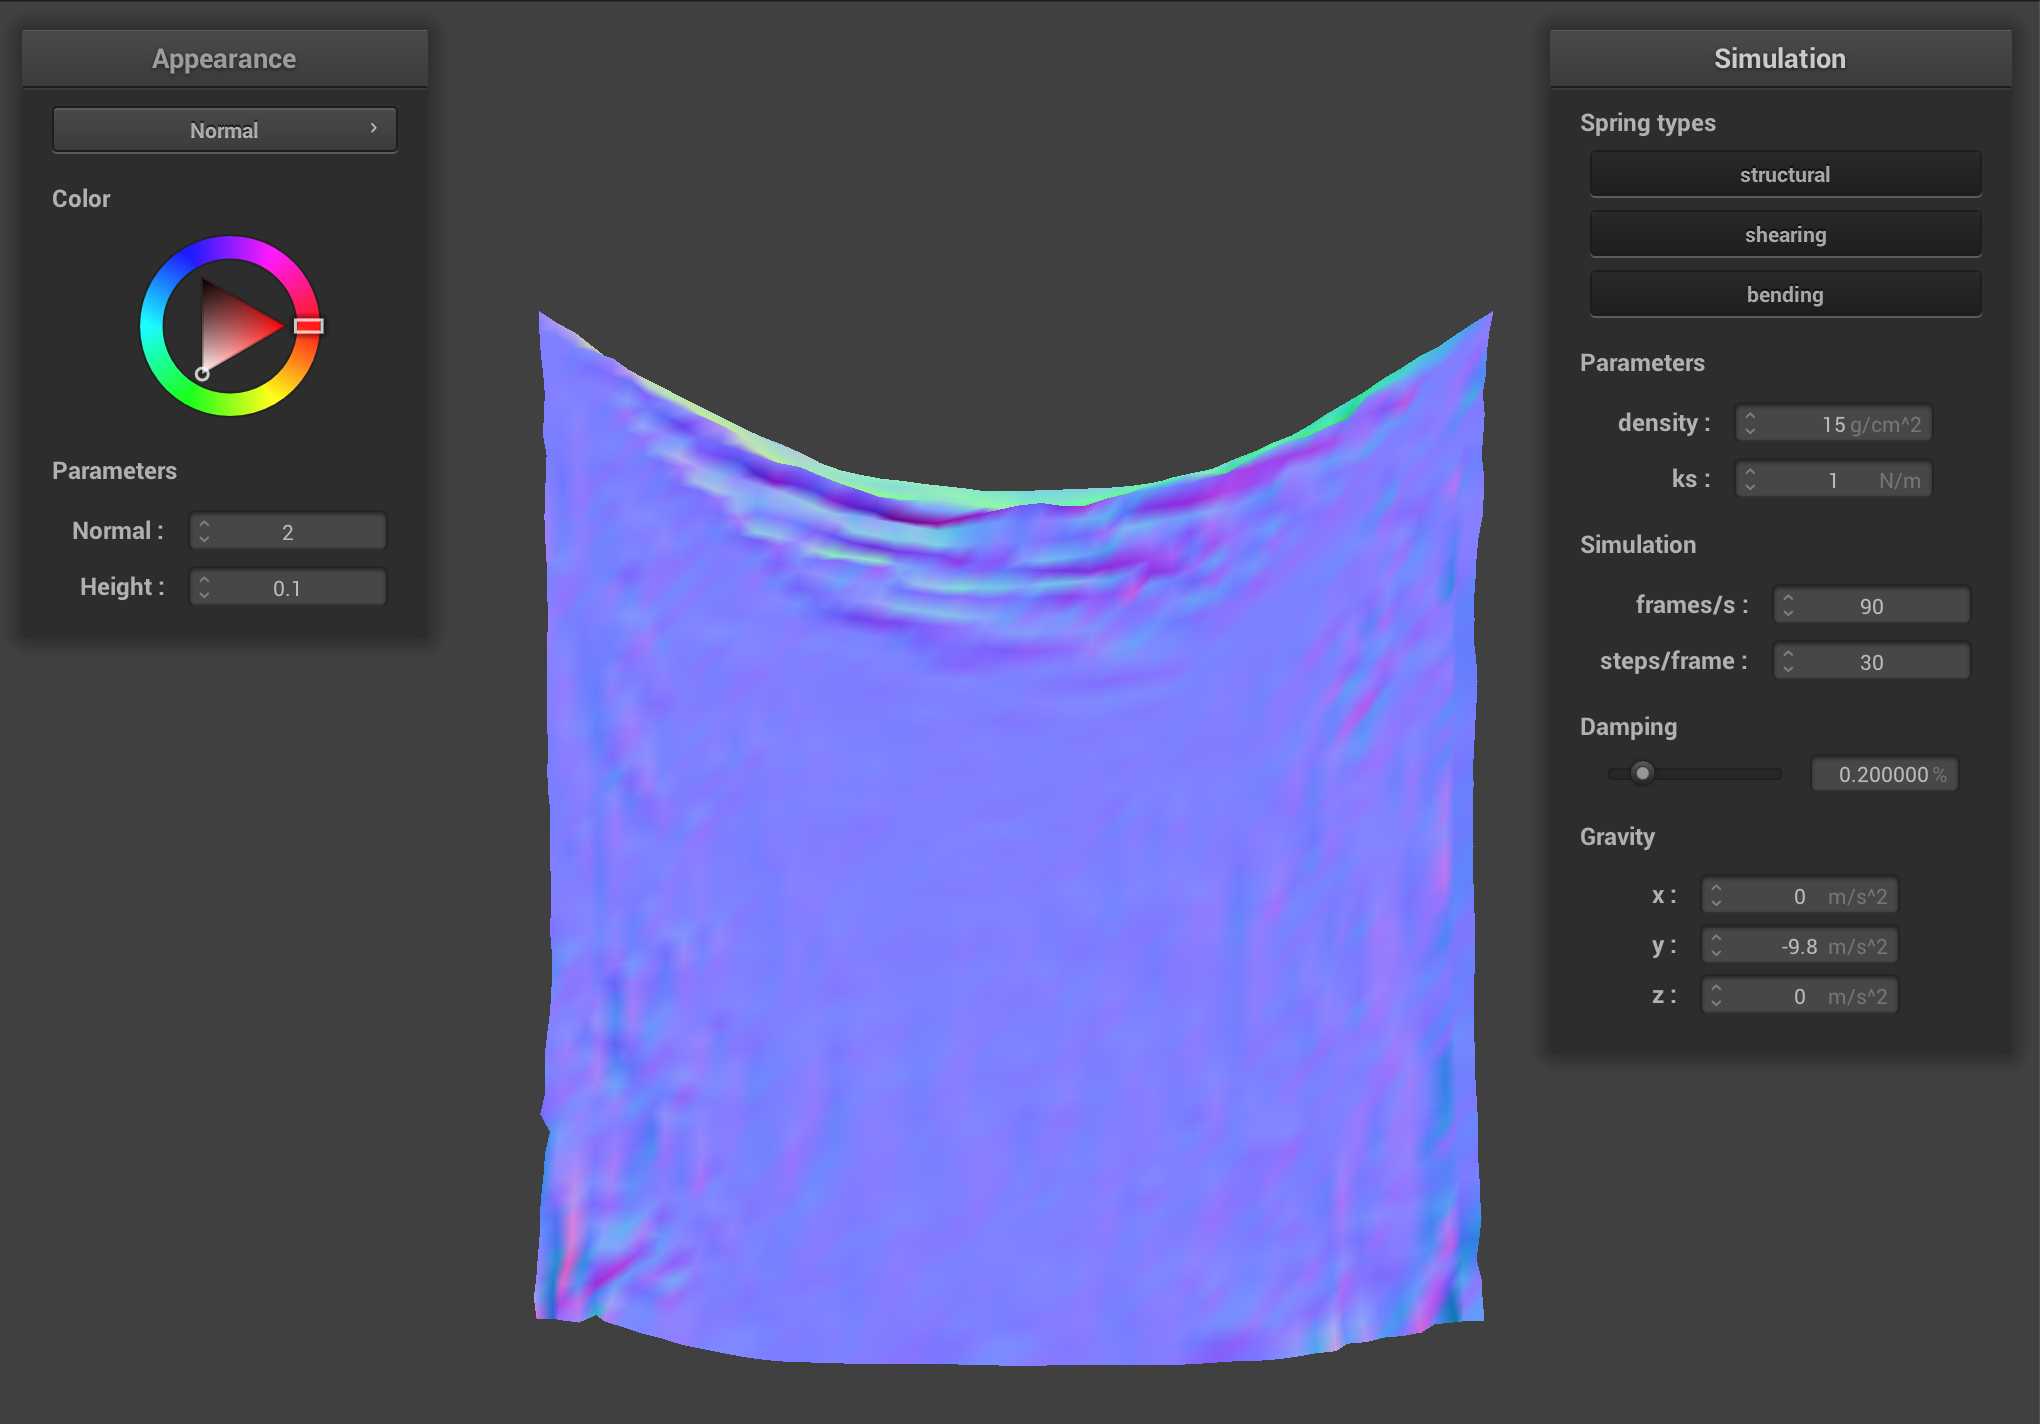 Appearance
Normal
Color
Parameters
Normal : 2
Height : 0.1
Simulation
Spring types
structural
shearing
bending
Parameters
density : 15 g/cm^2
ks : 1 N/m
Simulation
frames/s : 90
steps/frame : 30
Damping
0.200000 %
Gravity
x : 0 m/s^2
y : -9.8 m/s^2
z : 0 m/s^2